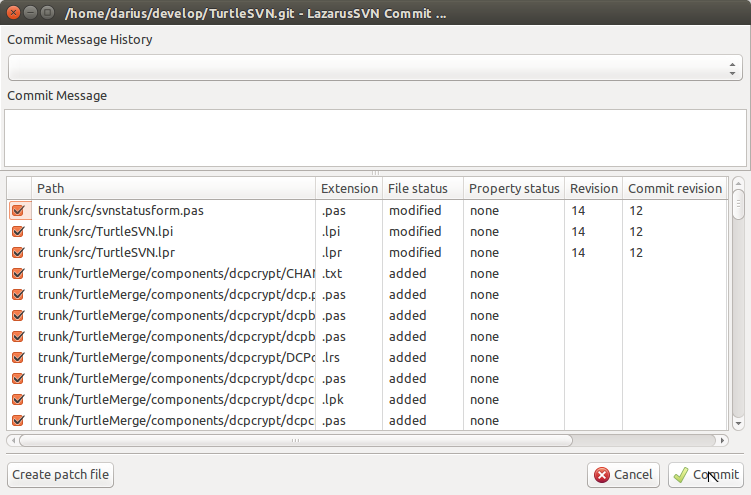 /home/darius/develop/TurtleSVN.git - LazarusSVN Commit ...
Commit Message History
Commit Message
Path Extension File status Property status Revision Commit revision
trunk/src/svnstatusform.pas .pas modified none 14 12
trunk/src/TurtleSVN.lpi .lpi modified none 14 12
trunk/src/TurtleSVN.lpr .lpr modified none 14 12
trunk/TurtleMerge/components/dcpcrypt/CHAN .txt added none
trunk/TurtleMerge/components/dcpcrypt/dcp.p .pas added none
trunk/TurtleMerge/components/dcpcrypt/dcpb .pas added none
trunk/TurtleMerge/components/dcpcrypt/dcpb .pas added none
trunk/TurtleMerge/components/dcpcrypt/DCPc .lrs added none
trunk/TurtleMerge/components/dcpcrypt/dcpc .pas added none
trunk/TurtleMerge/components/dcpcrypt/dcpc .lpk added none
trunk/TurtleMerge/components/dcpcrypt/dcpc .pas added none
Create patch file Cancel Commit